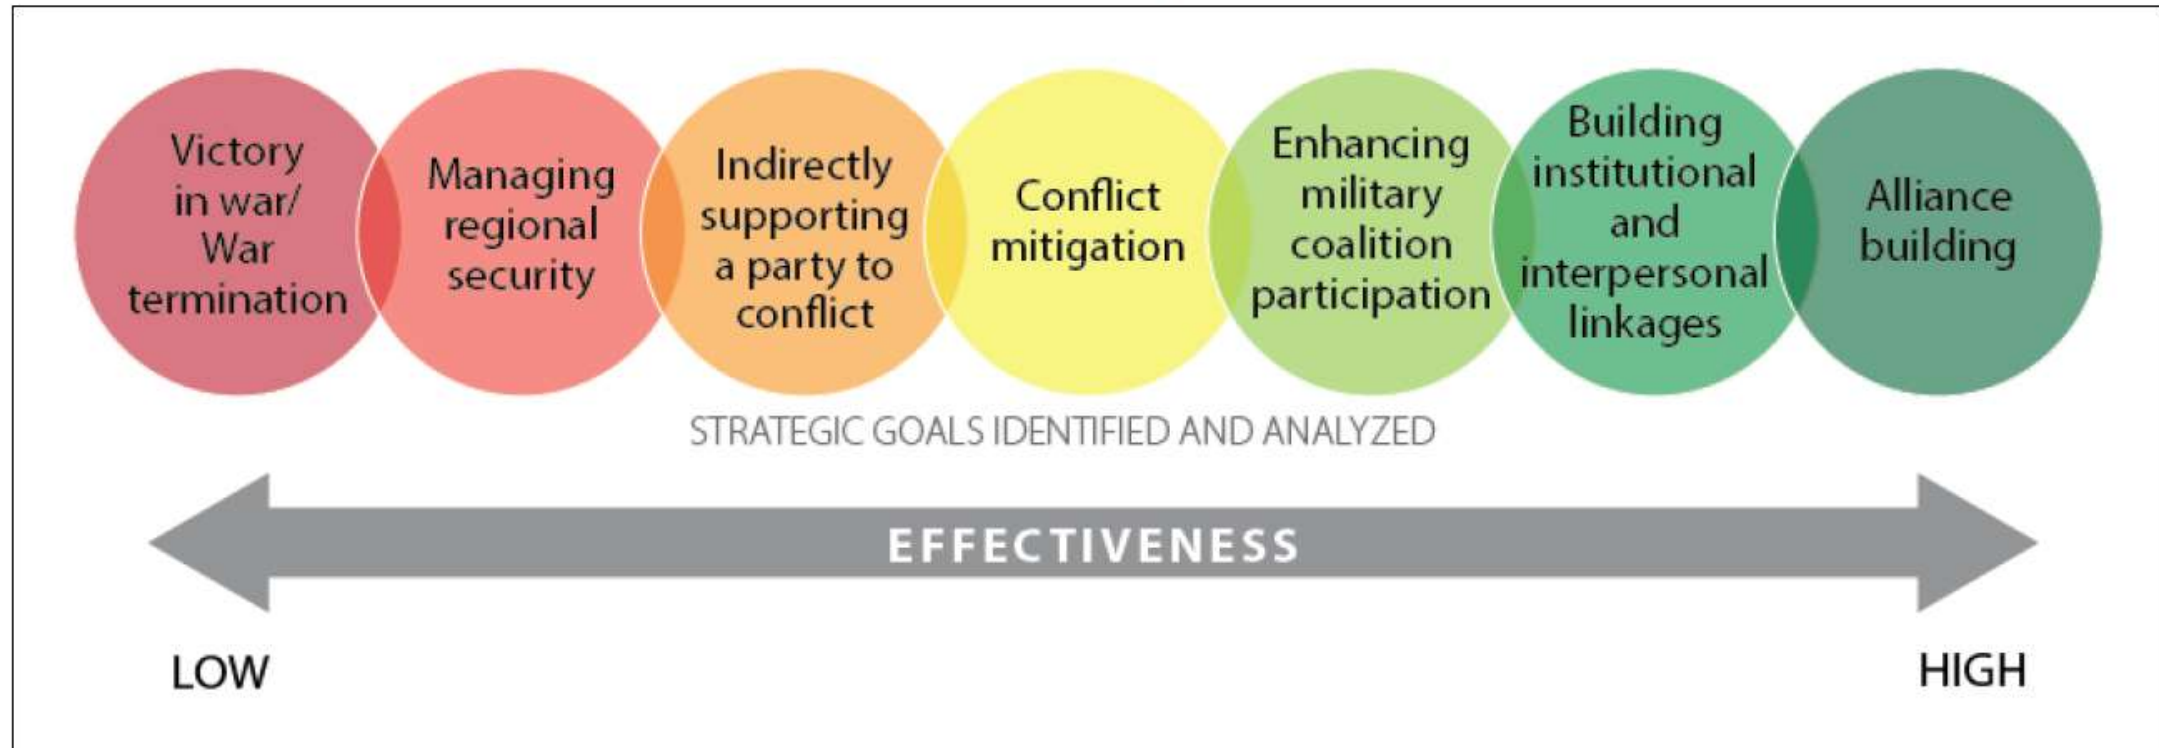 Victory
in war/
War
termination
Managing
regional
security
Indirectly
supporting
a party to
conflict
Conflict
mitigation
Enhancing
military
coalition
participation
Building
institutional
and
interpersonal
linkages
Alliance
building
STRATEGIC GOALS IDENTIFIED AND ANALYZED
EFFECTIVENESS
LOW
HIGH